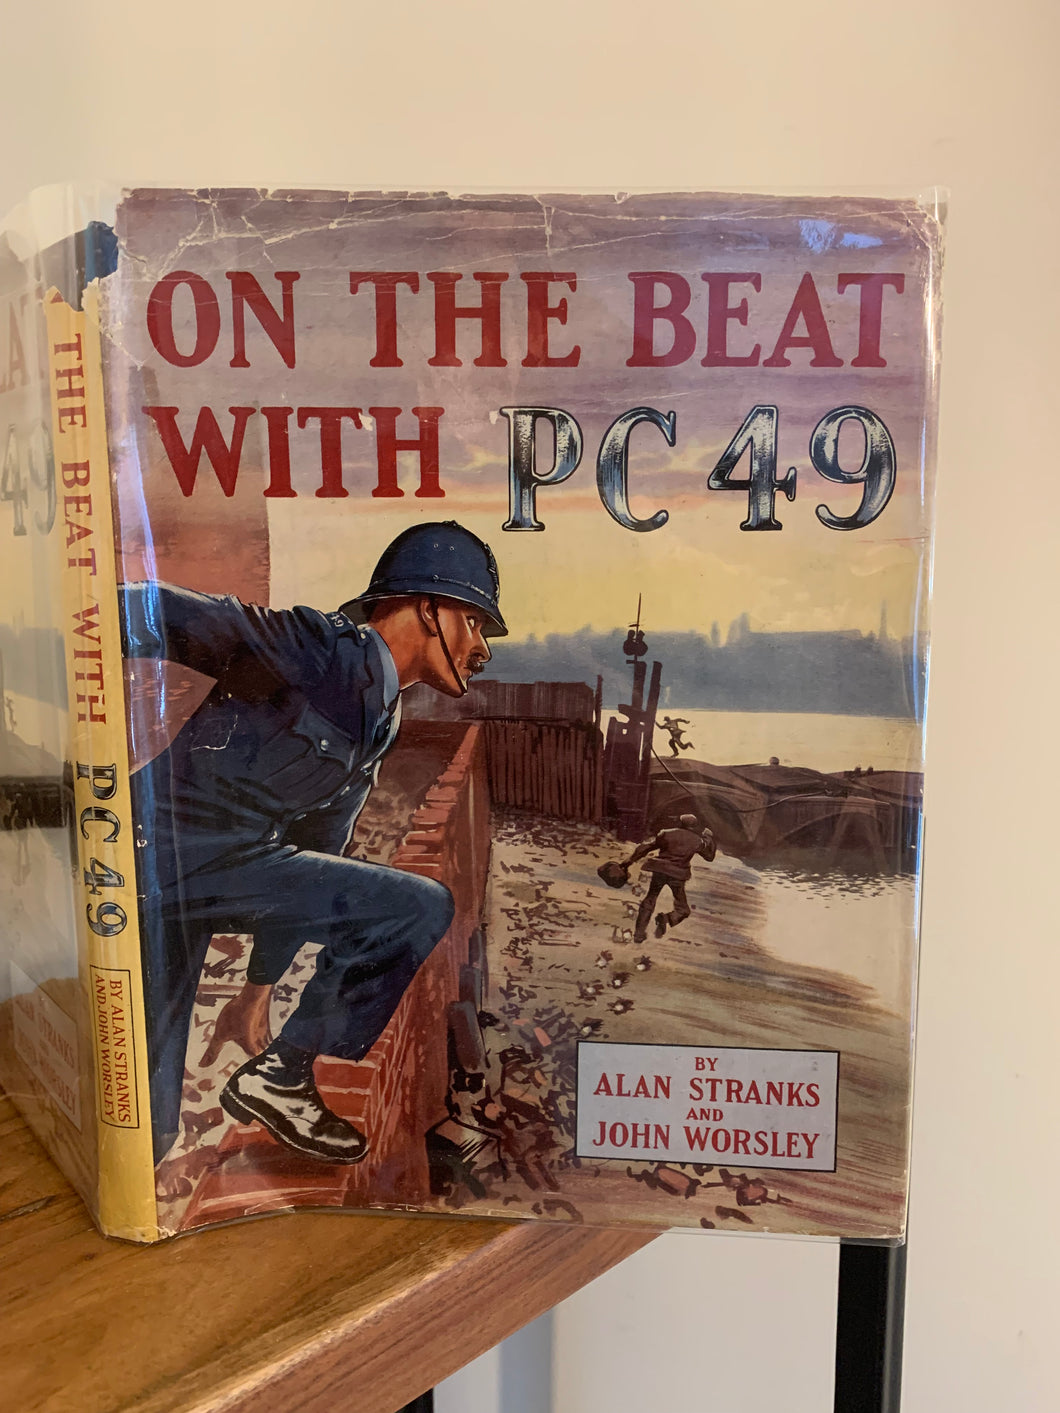 ON THE BEAT
WITH PC 49
BY
ALAN STRANKS
AND
JOHN WORSLEY
THE BEAT WITH PC 49
BY ALAN STRANKS
AND JOHN WORSLEY